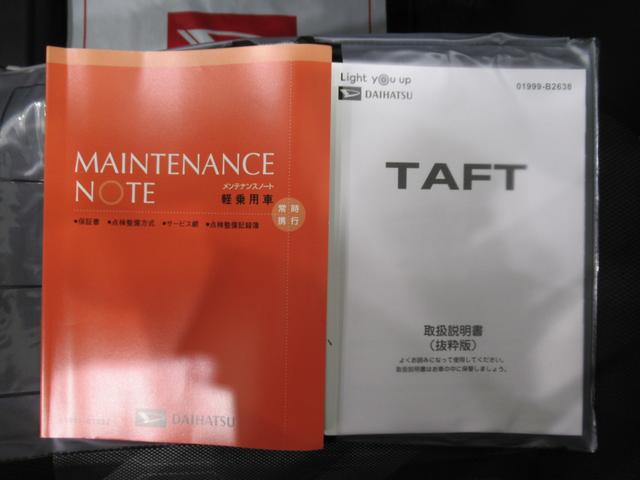 MAINTENANCE
NOTE
メンテナンスノート
軽乗用車
常時
携行
●保証書 ●点検整備方式 ●サービス網 ●点検整備記録簿
DAIHATSU
Light you up
DAIHATSU
01999-B2638
TAFT
取扱説明書
(抜粋版)
よくお読みになって使用してください。
取扱説明書はお車の中に保管しましょう。